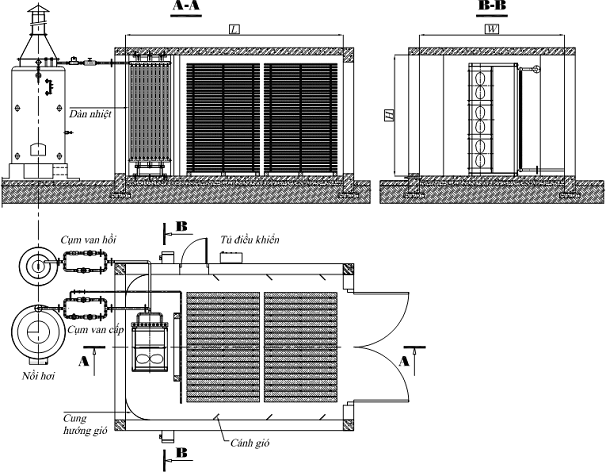 A-A
B-B
L
W
H
Dàn nhiệt
Cụm van hồi
B
Tủ điều khiển
Cụm van cấp
A
A
Nồi hơi
Cung
hướng gió
B
Cánh gió